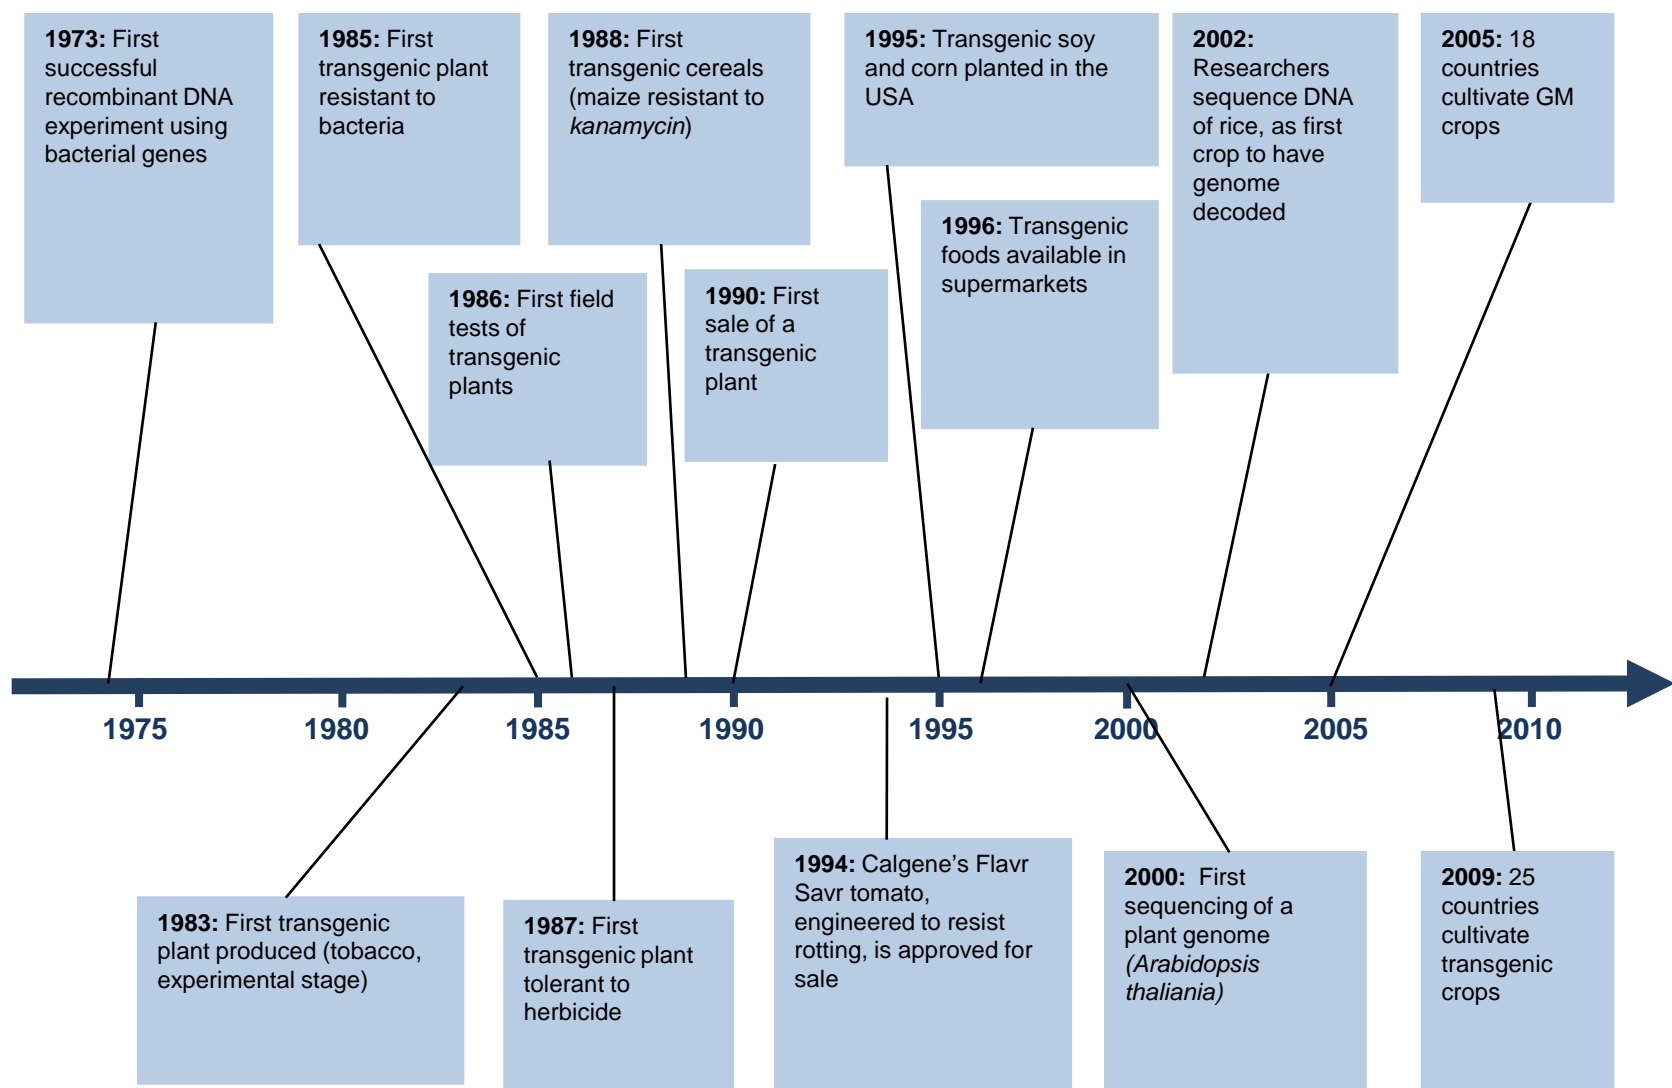 1973: First
successful
recombinant DNA
experiment using
bacterial genes
1985: First
transgenic plant
resistant to
bacteria
1988: First
transgenic cereals
(maize resistant to
kanamycin)
1995: Transgenic soy
and corn planted in the
USA
2002:
Researchers
sequence DNA
of rice, as first
crop to have
genome
decoded
2005: 18
countries
cultivate GM
crops
1986: First field
tests of
transgenic
plants
1990: First
sale of a
transgenic
plant
1996: Transgenic
foods available in
supermarkets
1975
1980
1985
1990
1995
2000
2005
2010
1983: First transgenic
plant produced (tobacco,
experimental stage)
1987: First
transgenic plant
tolerant to
herbicide
1994: Calgene’s Flavr
Savr tomato,
engineered to resist
rotting, is approved for
sale
2000: First
sequencing of a
plant genome
(Arabidopsis
thaliania)
2009: 25
countries
cultivate
transgenic
crops